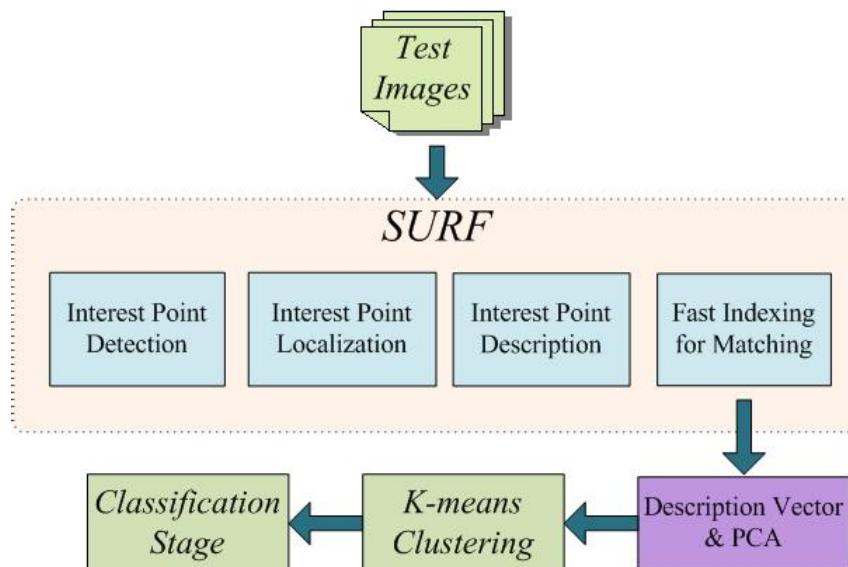 Test
Images
SURF
Interest Point
Detection
Interest Point
Localization
Interest Point
Description
Fast Indexing
for Matching
Classification
Stage
K-means
Clustering
Description Vector
& PCA